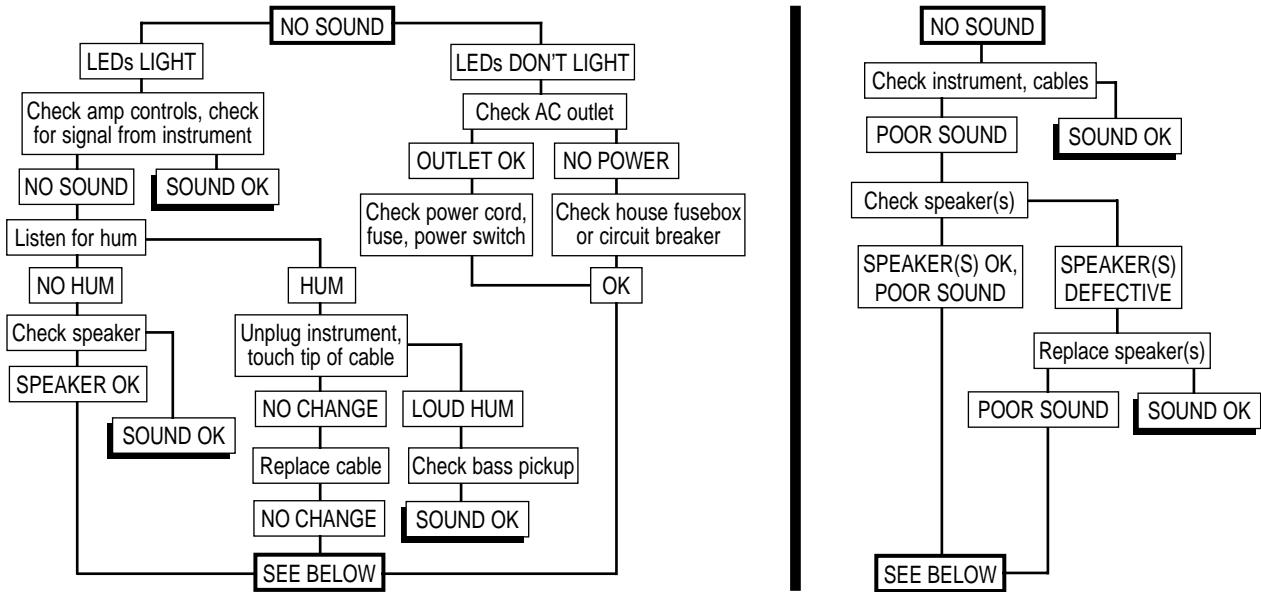 NO SOUND
LEDs LIGHT
LEDs DON'T LIGHT
Check amp controls, check
for signal from instrument
Check AC outlet
NO SOUND
SOUND OK
OUTLET OK
NO POWER
Listen for hum
Check power cord,
fuse, power switch
Check house fusebox
or circuit breaker
NO HUM
HUM
OK
Check speaker
Unplug instrument,
touch tip of cable
SPEAKER OK
SOUND OK
NO CHANGE
LOUD HUM
Replace cable
Check bass pickup
NO CHANGE
SOUND OK
SEE BELOW
NO SOUND
Check instrument, cables
POOR SOUND
SOUND OK
Check speaker(s)
SPEAKER(S) OK,
POOR SOUND
SPEAKER(S)
DEFECTIVE
Replace speaker(s)
POOR SOUND
SOUND OK
SEE BELOW